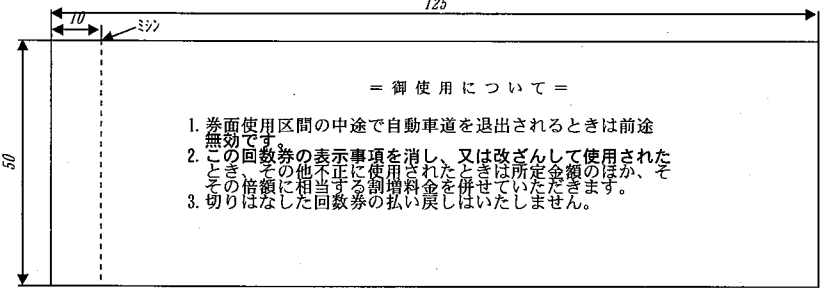 125
10
ミシン
50
=御使用について=
1. 券面使用区間の中途で自動車道を退出されるときは前途
無効です。
2. この回数券の表示事項を消し、又は改ざんして使用された
とき、その他不正に使用されたときは所定金額のほか、そ
その倍額に相当する割増料金を併せていただきます。
3. 切りはなした回数券の払い戻しはいたしません。